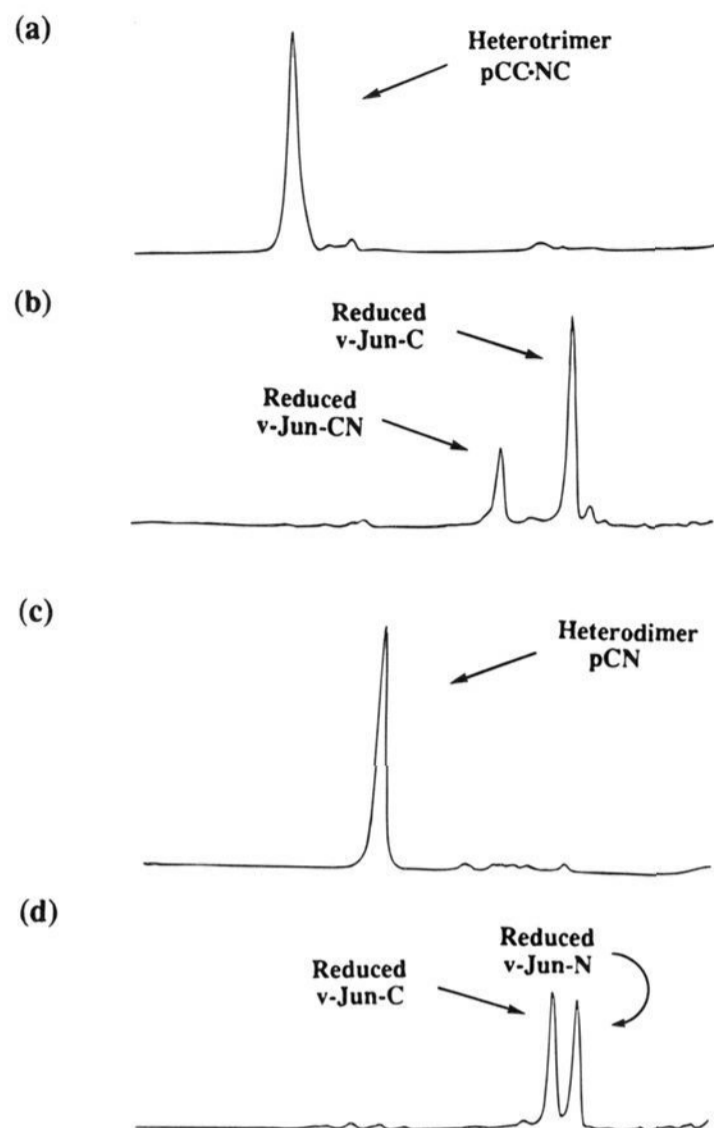 (a)
Heterotrimer
pCC·NC
(b)
Reduced
v-Jun-C
Reduced
v-Jun-CN
(c)
Heterodimer
pCN
(d)
Reduced
v-Jun-N
Reduced
v-Jun-C